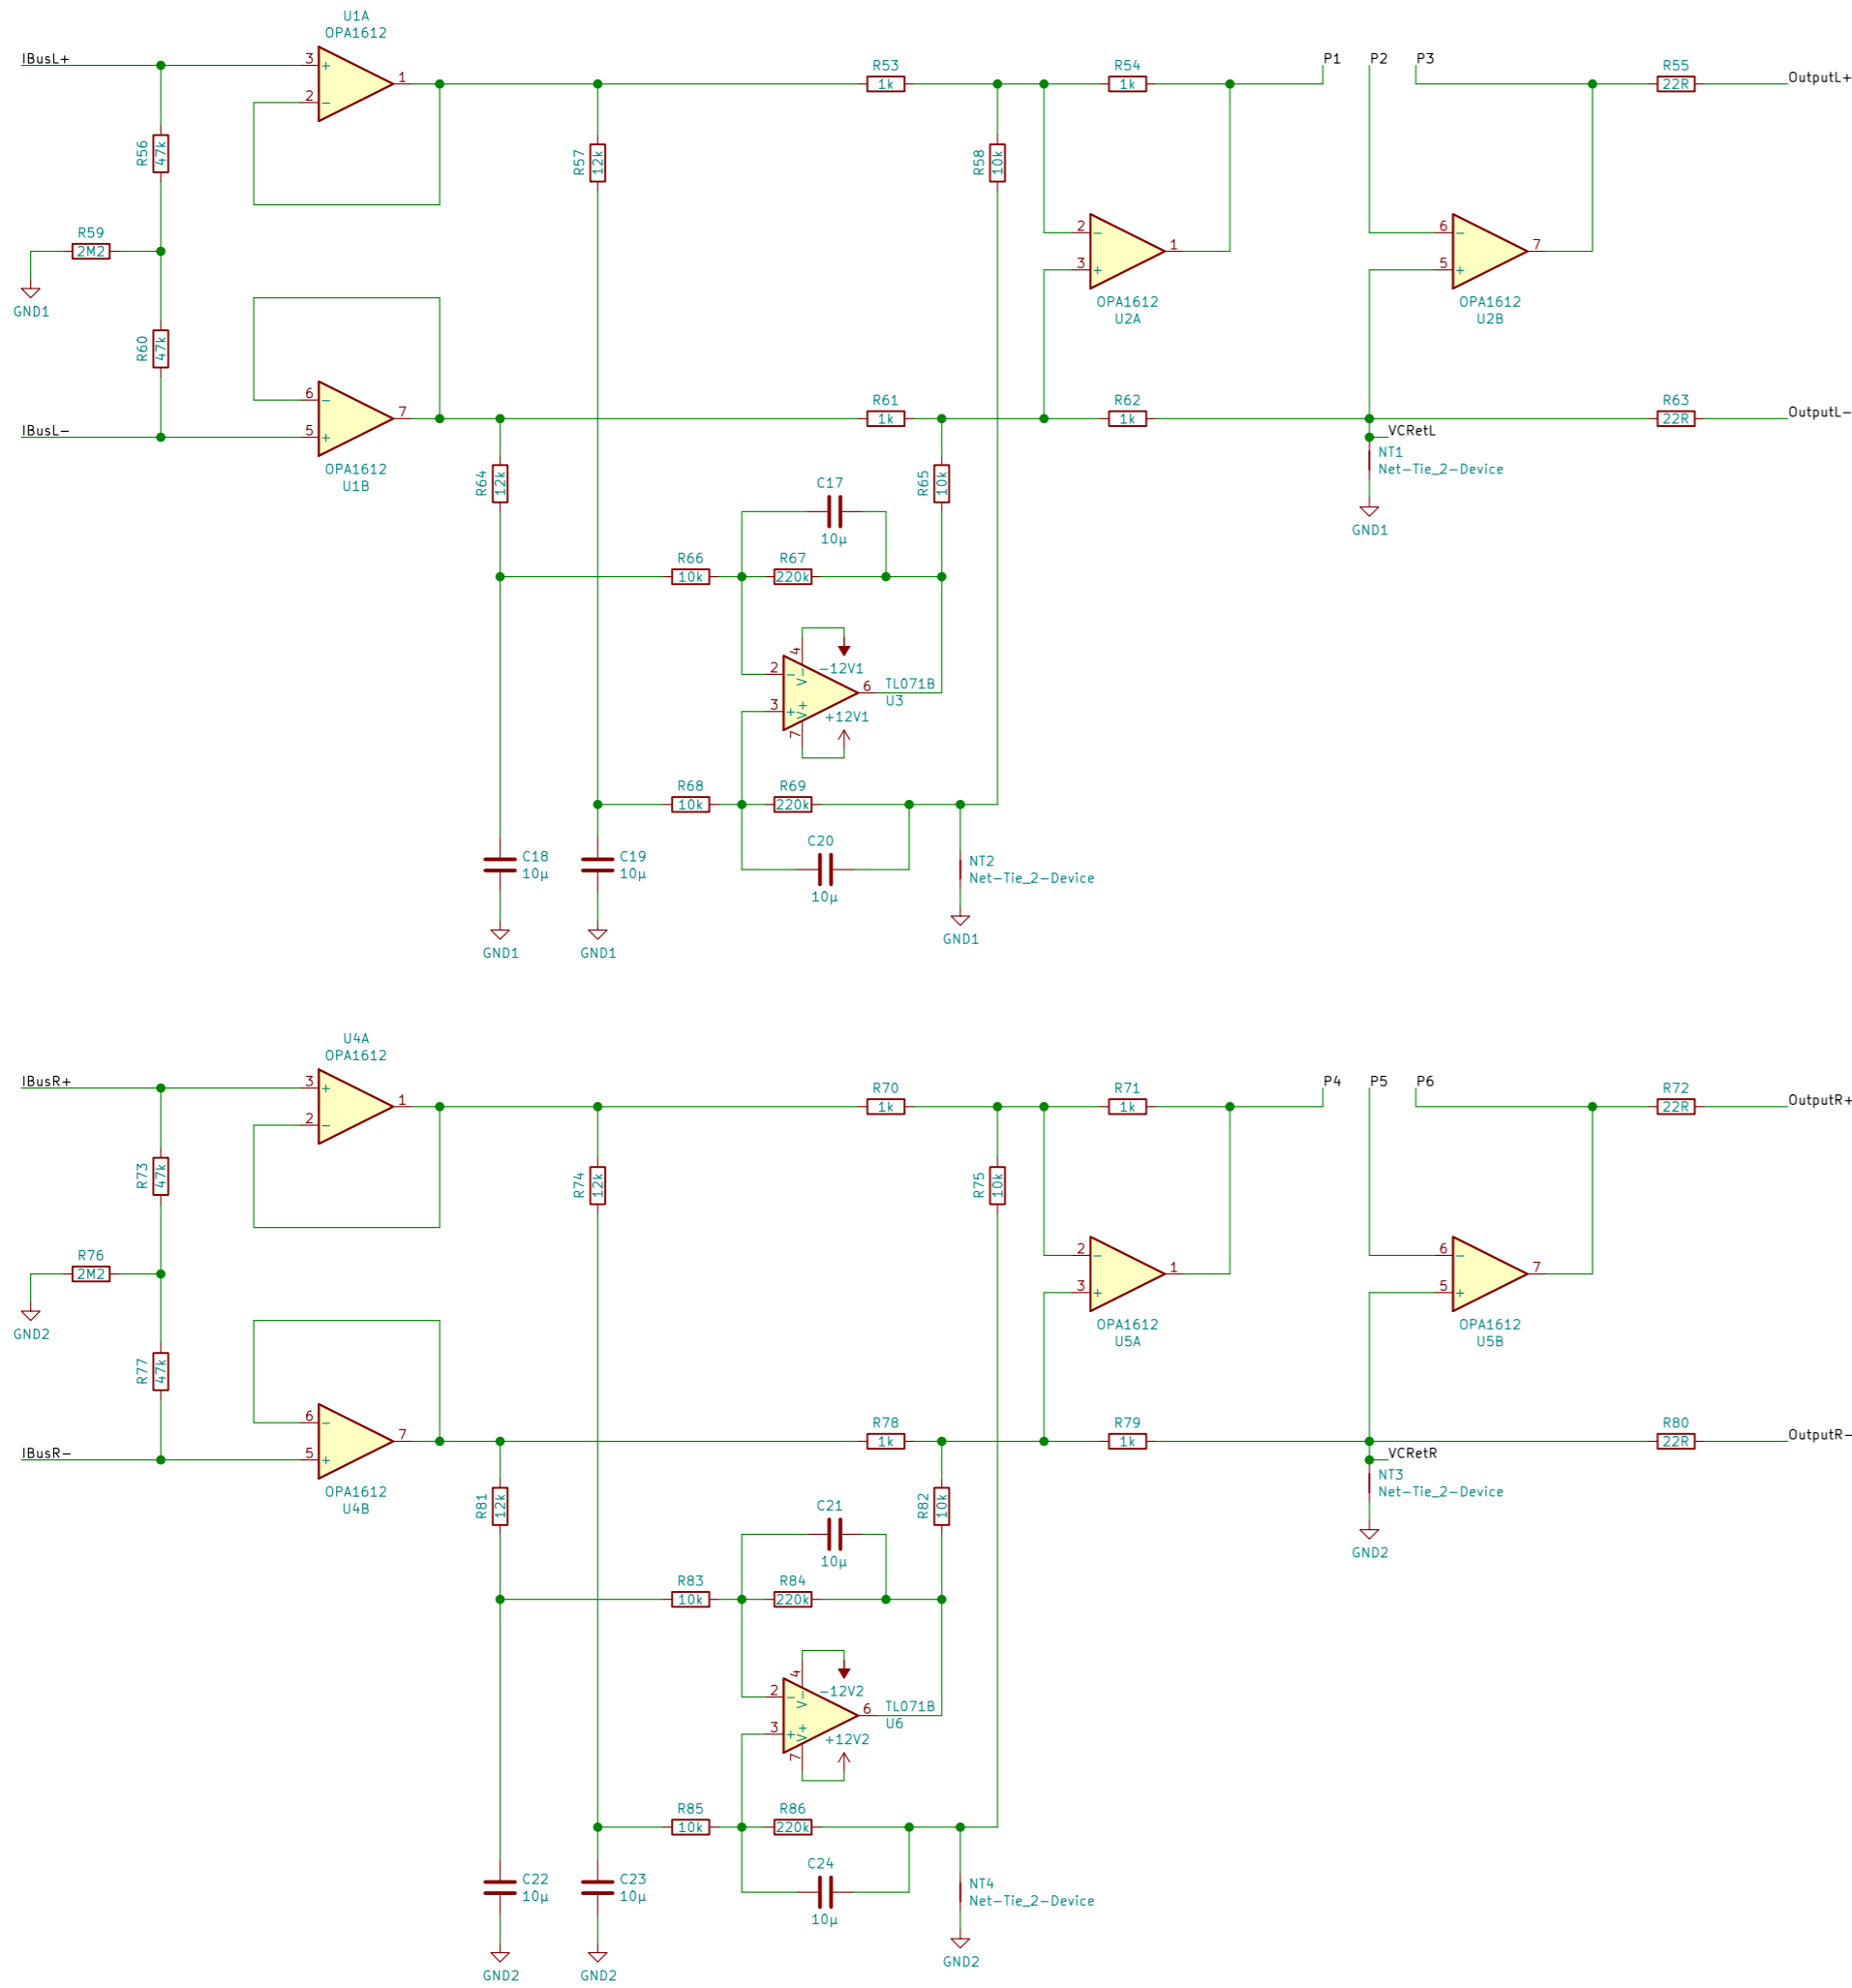 U1A
OPA1612
IBusL+
3
+
1
2
−
R53
1k
R54
1k
P1
P2
P3
R55
22R
OutputL+
R56
47k
R57
12k
R58
10k
R59
2M2
GND1
2
−
1
3
+
OPA1612
U2A
6
−
7
5
+
OPA1612
U2B
R60
47k
6
−
7
5
+
IBusL-
OPA1612
U1B
R61
1k
R62
1k
R63
22R
OutputL-
VCRetL
NT1
Net-Tie_2-Device
GND1
R64
12k
C17
10µ
R65
10k
R66
10k
R67
220k
4
V-
-12V1
2
−
3
+
6
TL071B
U3
V+
7
+12V1
R68
10k
R69
220k
C18
10µ
C19
10µ
C20
10µ
NT2
Net-Tie_2-Device
GND1
GND1
GND1
U4A
OPA1612
IBusR+
3
+
1
2
−
R70
1k
R71
1k
P4
P5
P6
R72
22R
OutputR+
R73
47k
R74
12k
R75
10k
R76
2M2
GND2
2
−
1
3
+
OPA1612
U5A
6
−
7
5
+
OPA1612
U5B
R77
47k
6
−
7
5
+
IBusR-
OPA1612
U4B
R78
1k
R79
1k
R80
22R
OutputR-
VCRetR
NT3
Net-Tie_2-Device
GND2
R81
12k
C21
10µ
R82
10k
R83
10k
R84
220k
4
V-
-12V2
2
−
3
+
6
TL071B
U6
V+
7
+12V2
R85
10k
R86
220k
C22
10µ
C23
10µ
C24
10µ
NT4
Net-Tie_2-Device
GND2
GND2
GND2